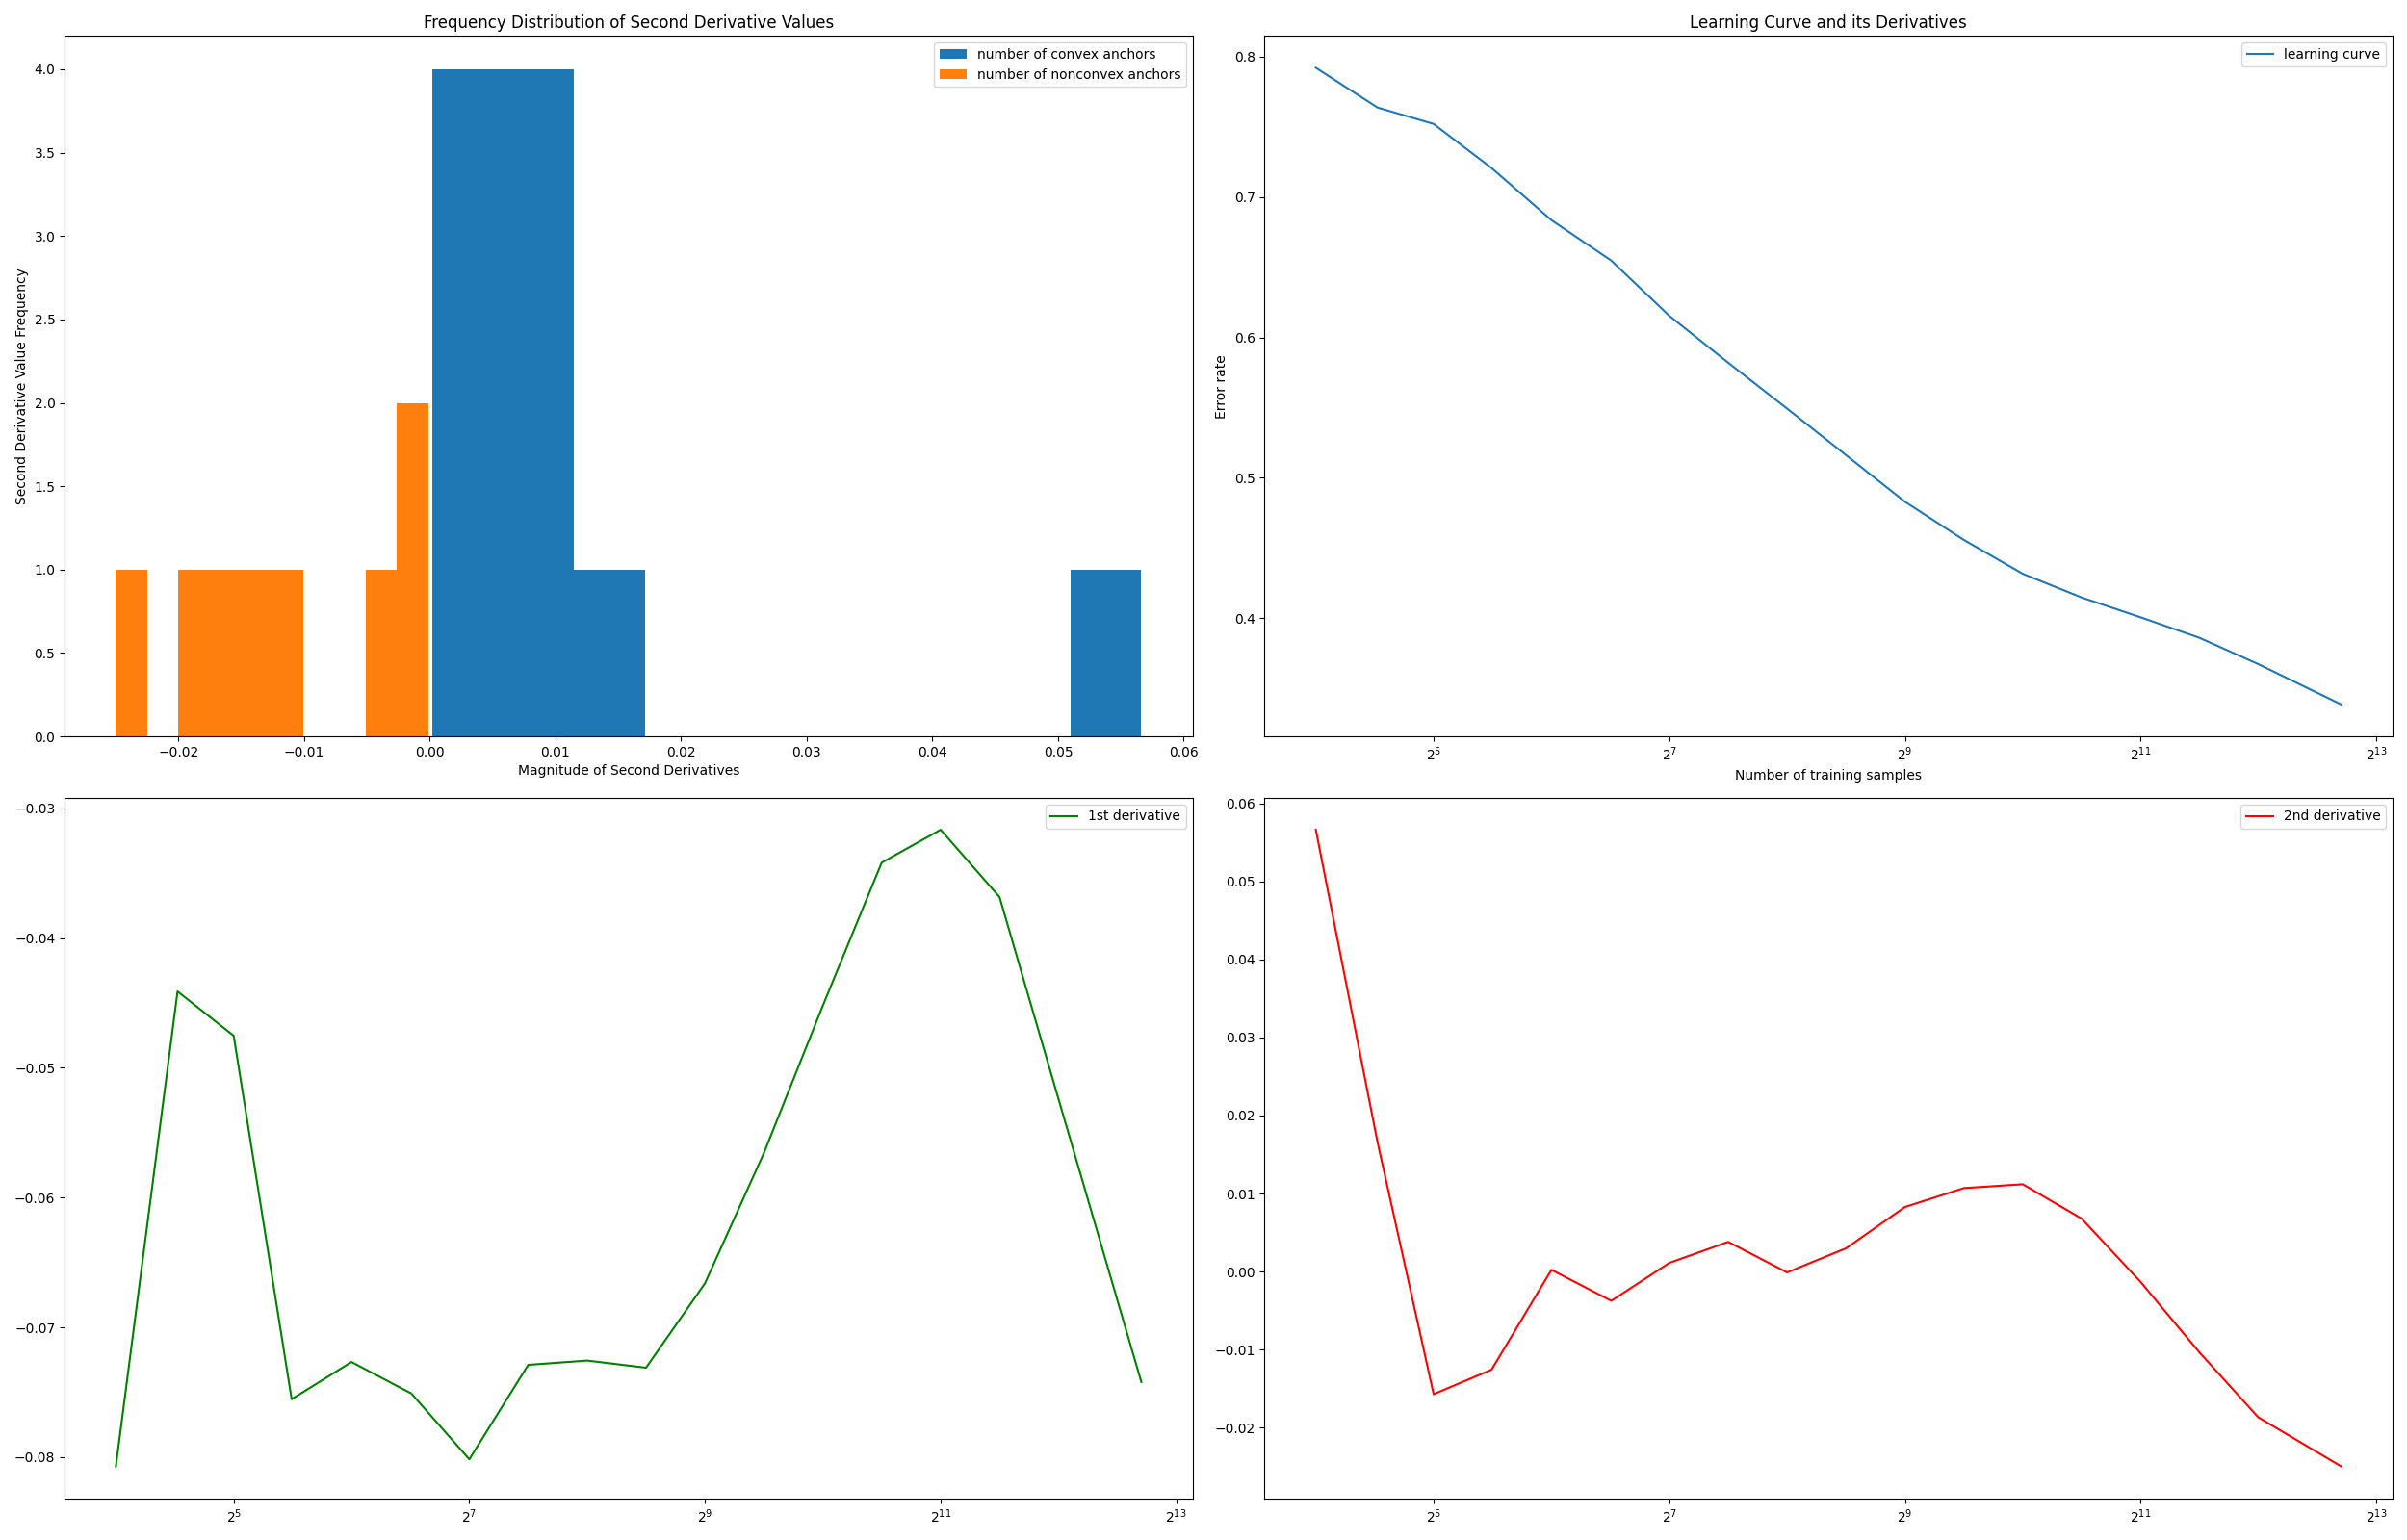 Frequency Distribution of Second Derivative Values
number of convex anchors
number of nonconvex anchors
Second Derivative Value Frequency
4.0
3.5
3.0
2.5
2.0
1.5
1.0
0.5
0.0
−0.02 −0.01 0.00 0.01 0.02 0.03 0.04 0.05 0.06
Magnitude of Second Derivatives
Learning Curve and its Derivatives
learning curve
Error rate
0.8
0.7
0.6
0.5
0.4
2^5 2^7 2^9 2^11 2^13
Number of training samples
1st derivative
−0.03
−0.04
−0.05
−0.06
−0.07
−0.08
2^5 2^7 2^9 2^11 2^13
2nd derivative
0.06
0.05
0.04
0.03
0.02
0.01
0.00
−0.01
−0.02
2^5 2^7 2^9 2^11 2^13